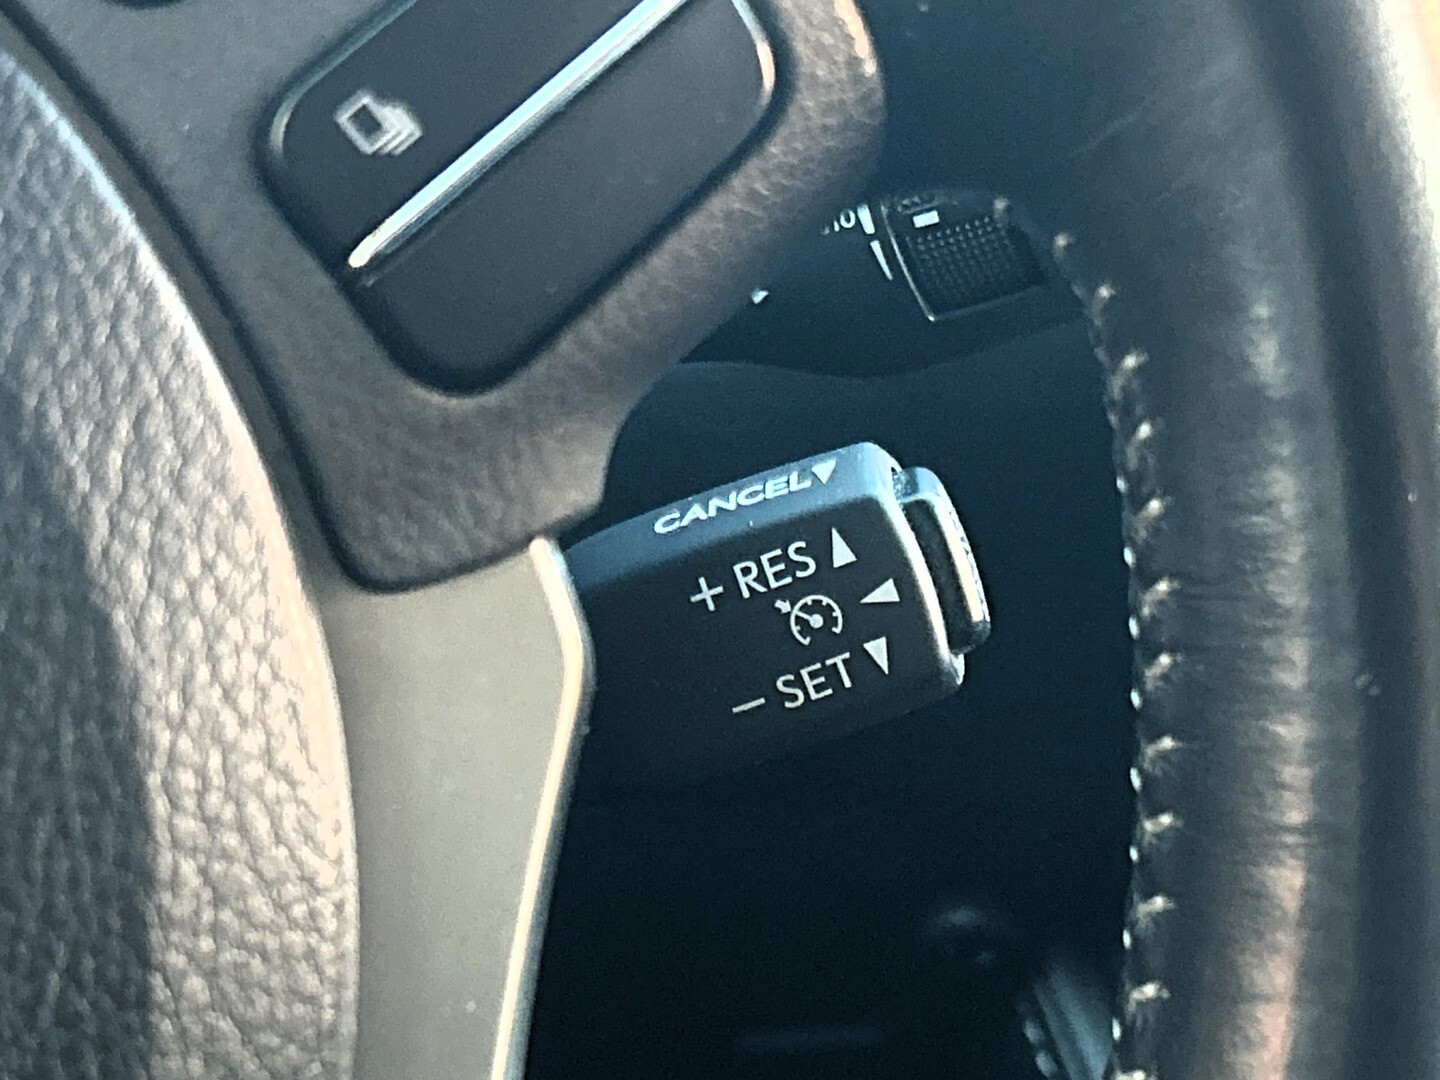 CANCEL▼
+ RES ▲
◀
− SET ▼